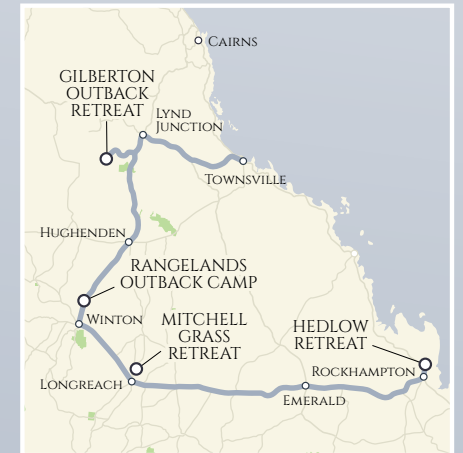 CAIRNS
GILBERTON
OUTBACK
RETREAT
LYND
JUNCTION
TOWNSVILLE
HUGHENDEN
RANGELANDS
OUTBACK CAMP
WINTON
MITCHELL
GRASS
RETREAT
HEDLOW
RETREAT
ROCKHAMPTON
LONGREACH
EMERALD